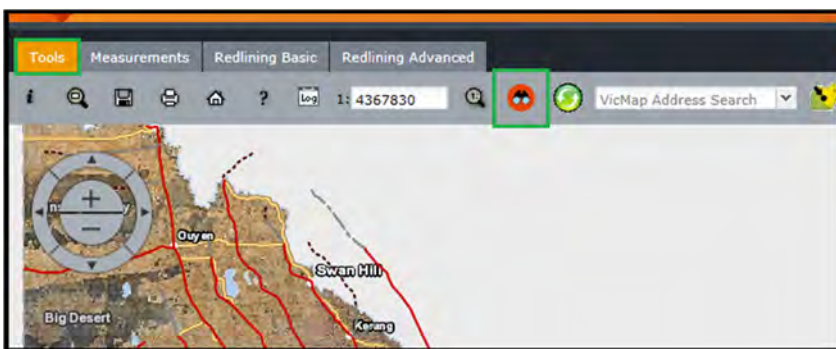 Tools Measurements Redlining Basic Redlining Advanced
i ? Log 1: 4367830 VicMap Address Search
Ouyen
Swan Hill
Big Desert
Kerang